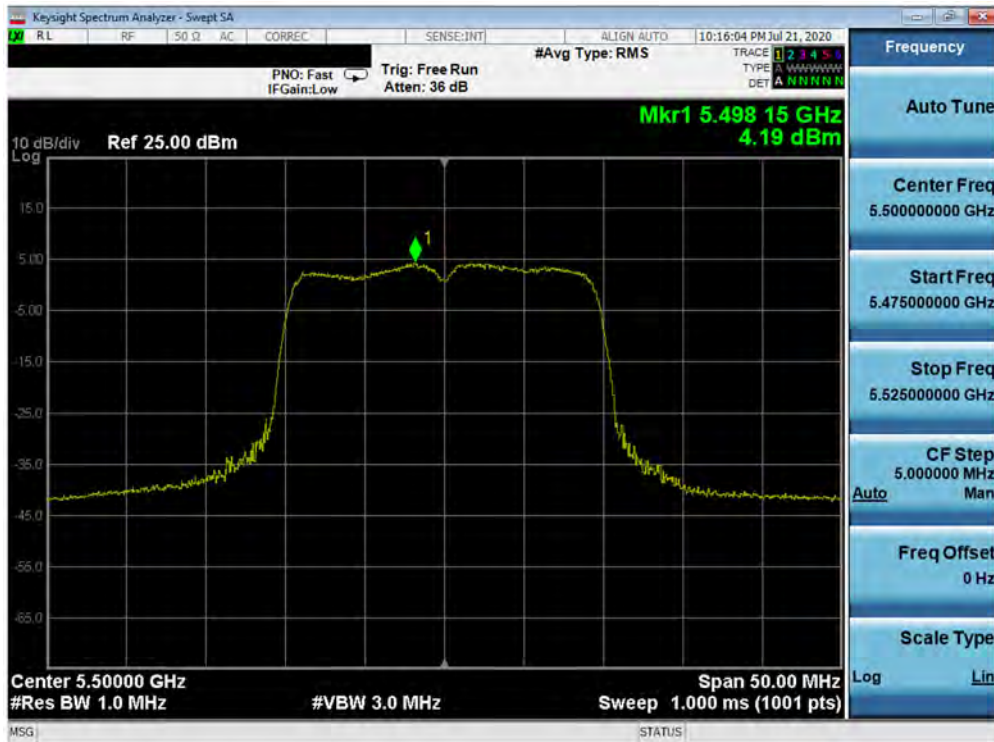 Keysight Spectrum Analyzer - Swept SA
LXI RL RF 50 Ω AC CORREC SENSE:INT ALIGN AUTO 10:16:04 PM Jul 21, 2020
#Avg Type: RMS
TRACE 1 2 3 4 5 6
PNO: Fast Trig: Free Run
TYPE A WWWWW
IFGain:Low Atten: 36 dB
DET A N N N N N
Mkr1 5.498 15 GHz
10 dB/div Ref 25.00 dBm 4.19 dBm
Log
15.0
1
5.00
-5.00
-15.0
-25.0
-35.0
-45.0
-55.0
-65.0
Center 5.50000 GHz Span 50.00 MHz
#Res BW 1.0 MHz #VBW 3.0 MHz Sweep 1.000 ms (1001 pts)
MSG STATUS
Frequency
Auto Tune
Center Freq
5.500000000 GHz
Start Freq
5.475000000 GHz
Stop Freq
5.525000000 GHz
CF Step
5.000000 MHz
Auto Man
Freq Offset
0 Hz
Scale Type
Log Lin